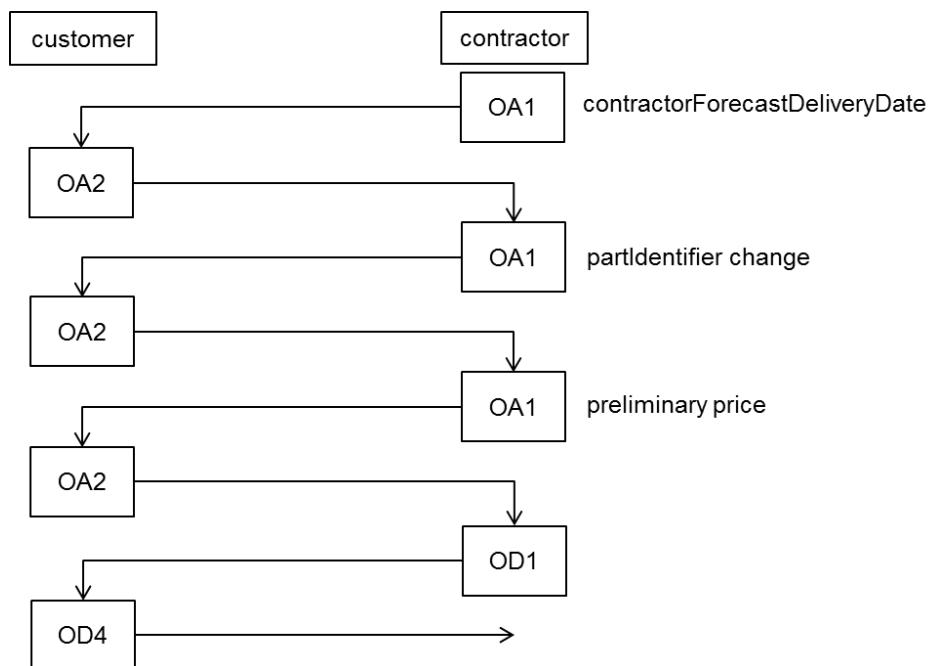 customer
contractor
OA1
contractorForecastDeliveryDate
OA2
OA1
partIdentifier change
OA2
OA1
preliminary price
OA2
OD1
OD4